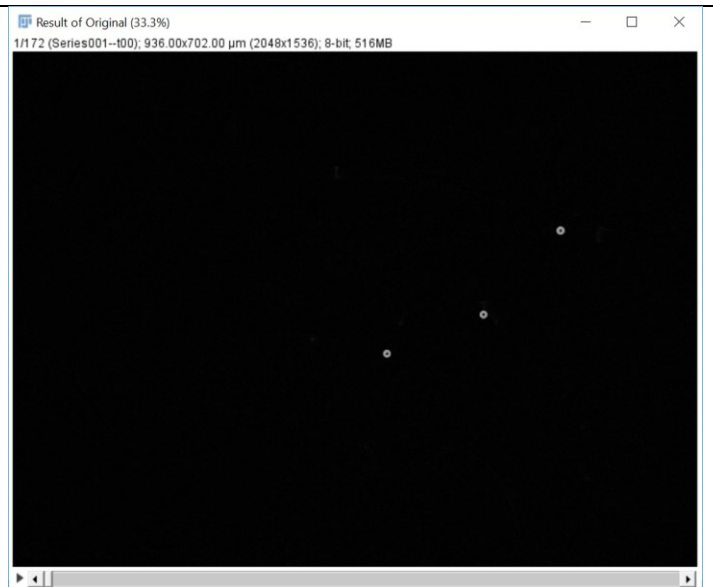 Result of Original (33.3%)
1/172 (Series001--t00); 936.00x702.00 µm (2048x1536); 8-bit; 516MB